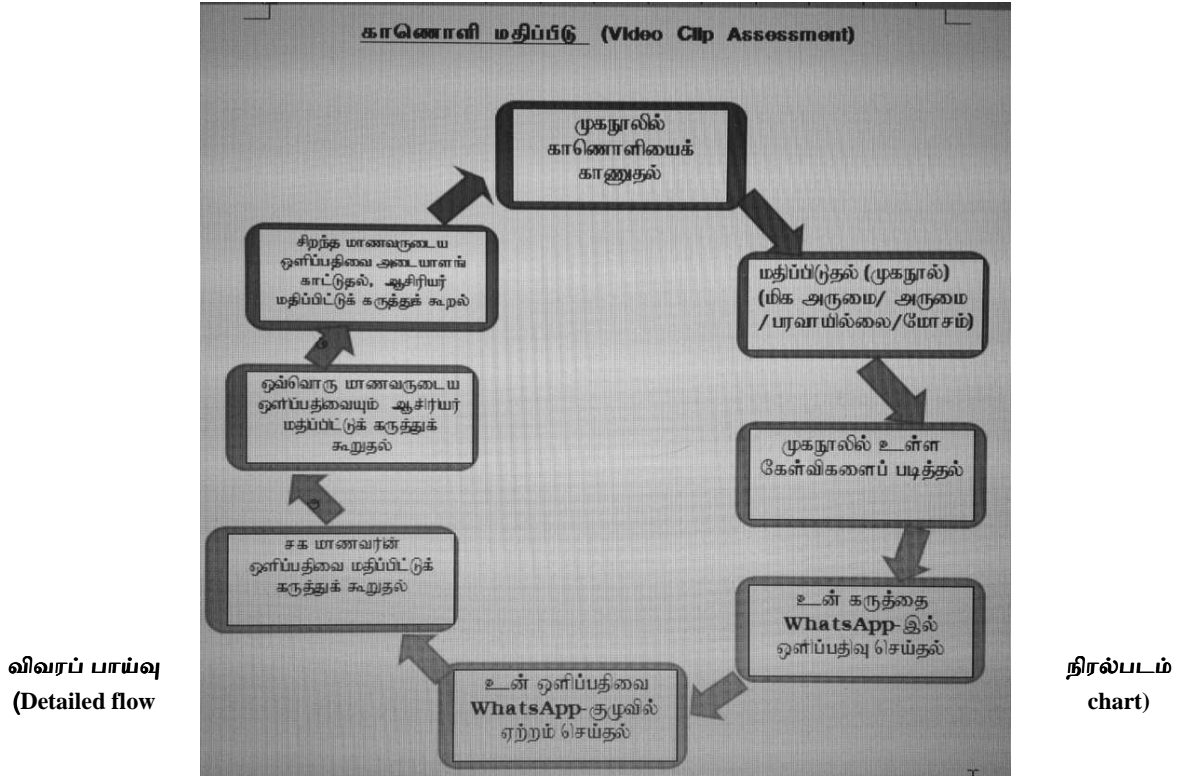 காணொளி மதிப்பிடு (Video Clip Assessment)
முகநூலில்
காணொளியைக்
காணுதல்
மதிப்பிடுதல் (முகநூல்)
(மிக அருமை/ அருமை
/பரவாயில்லை/மோசம்)
முகநூலில் உள்ள
கேள்விகளைப் படித்தல்
உன் கருத்தை
WhatsApp-இல்
ஒளிப்பதிவு செய்தல்
உன் ஒளிப்பதிவை
WhatsApp-குழுவில்
ஏற்றம் செய்தல்
சக மாணவர்ன்
ஒளிப்பதிவை மதிப்பிட்டுக்
கருத்துக் கூறுதல்
ஒவ்வொரு மாணவருடைய
ஒளிப்பதிவையும் ஆசிரியர்
மதிப்பிட்டுக் கருத்துக்
கூறுதல்
சிறந்த மாணவருடைய
ஒளிப்பதிவை அடையாளங்
காட்டுதல், ஆசிரியர்
மதிப்பிட்டுக் கருத்துக் கூறல்
விவரப் பாய்வு
(Detailed flow
நிரல்படம்
chart)